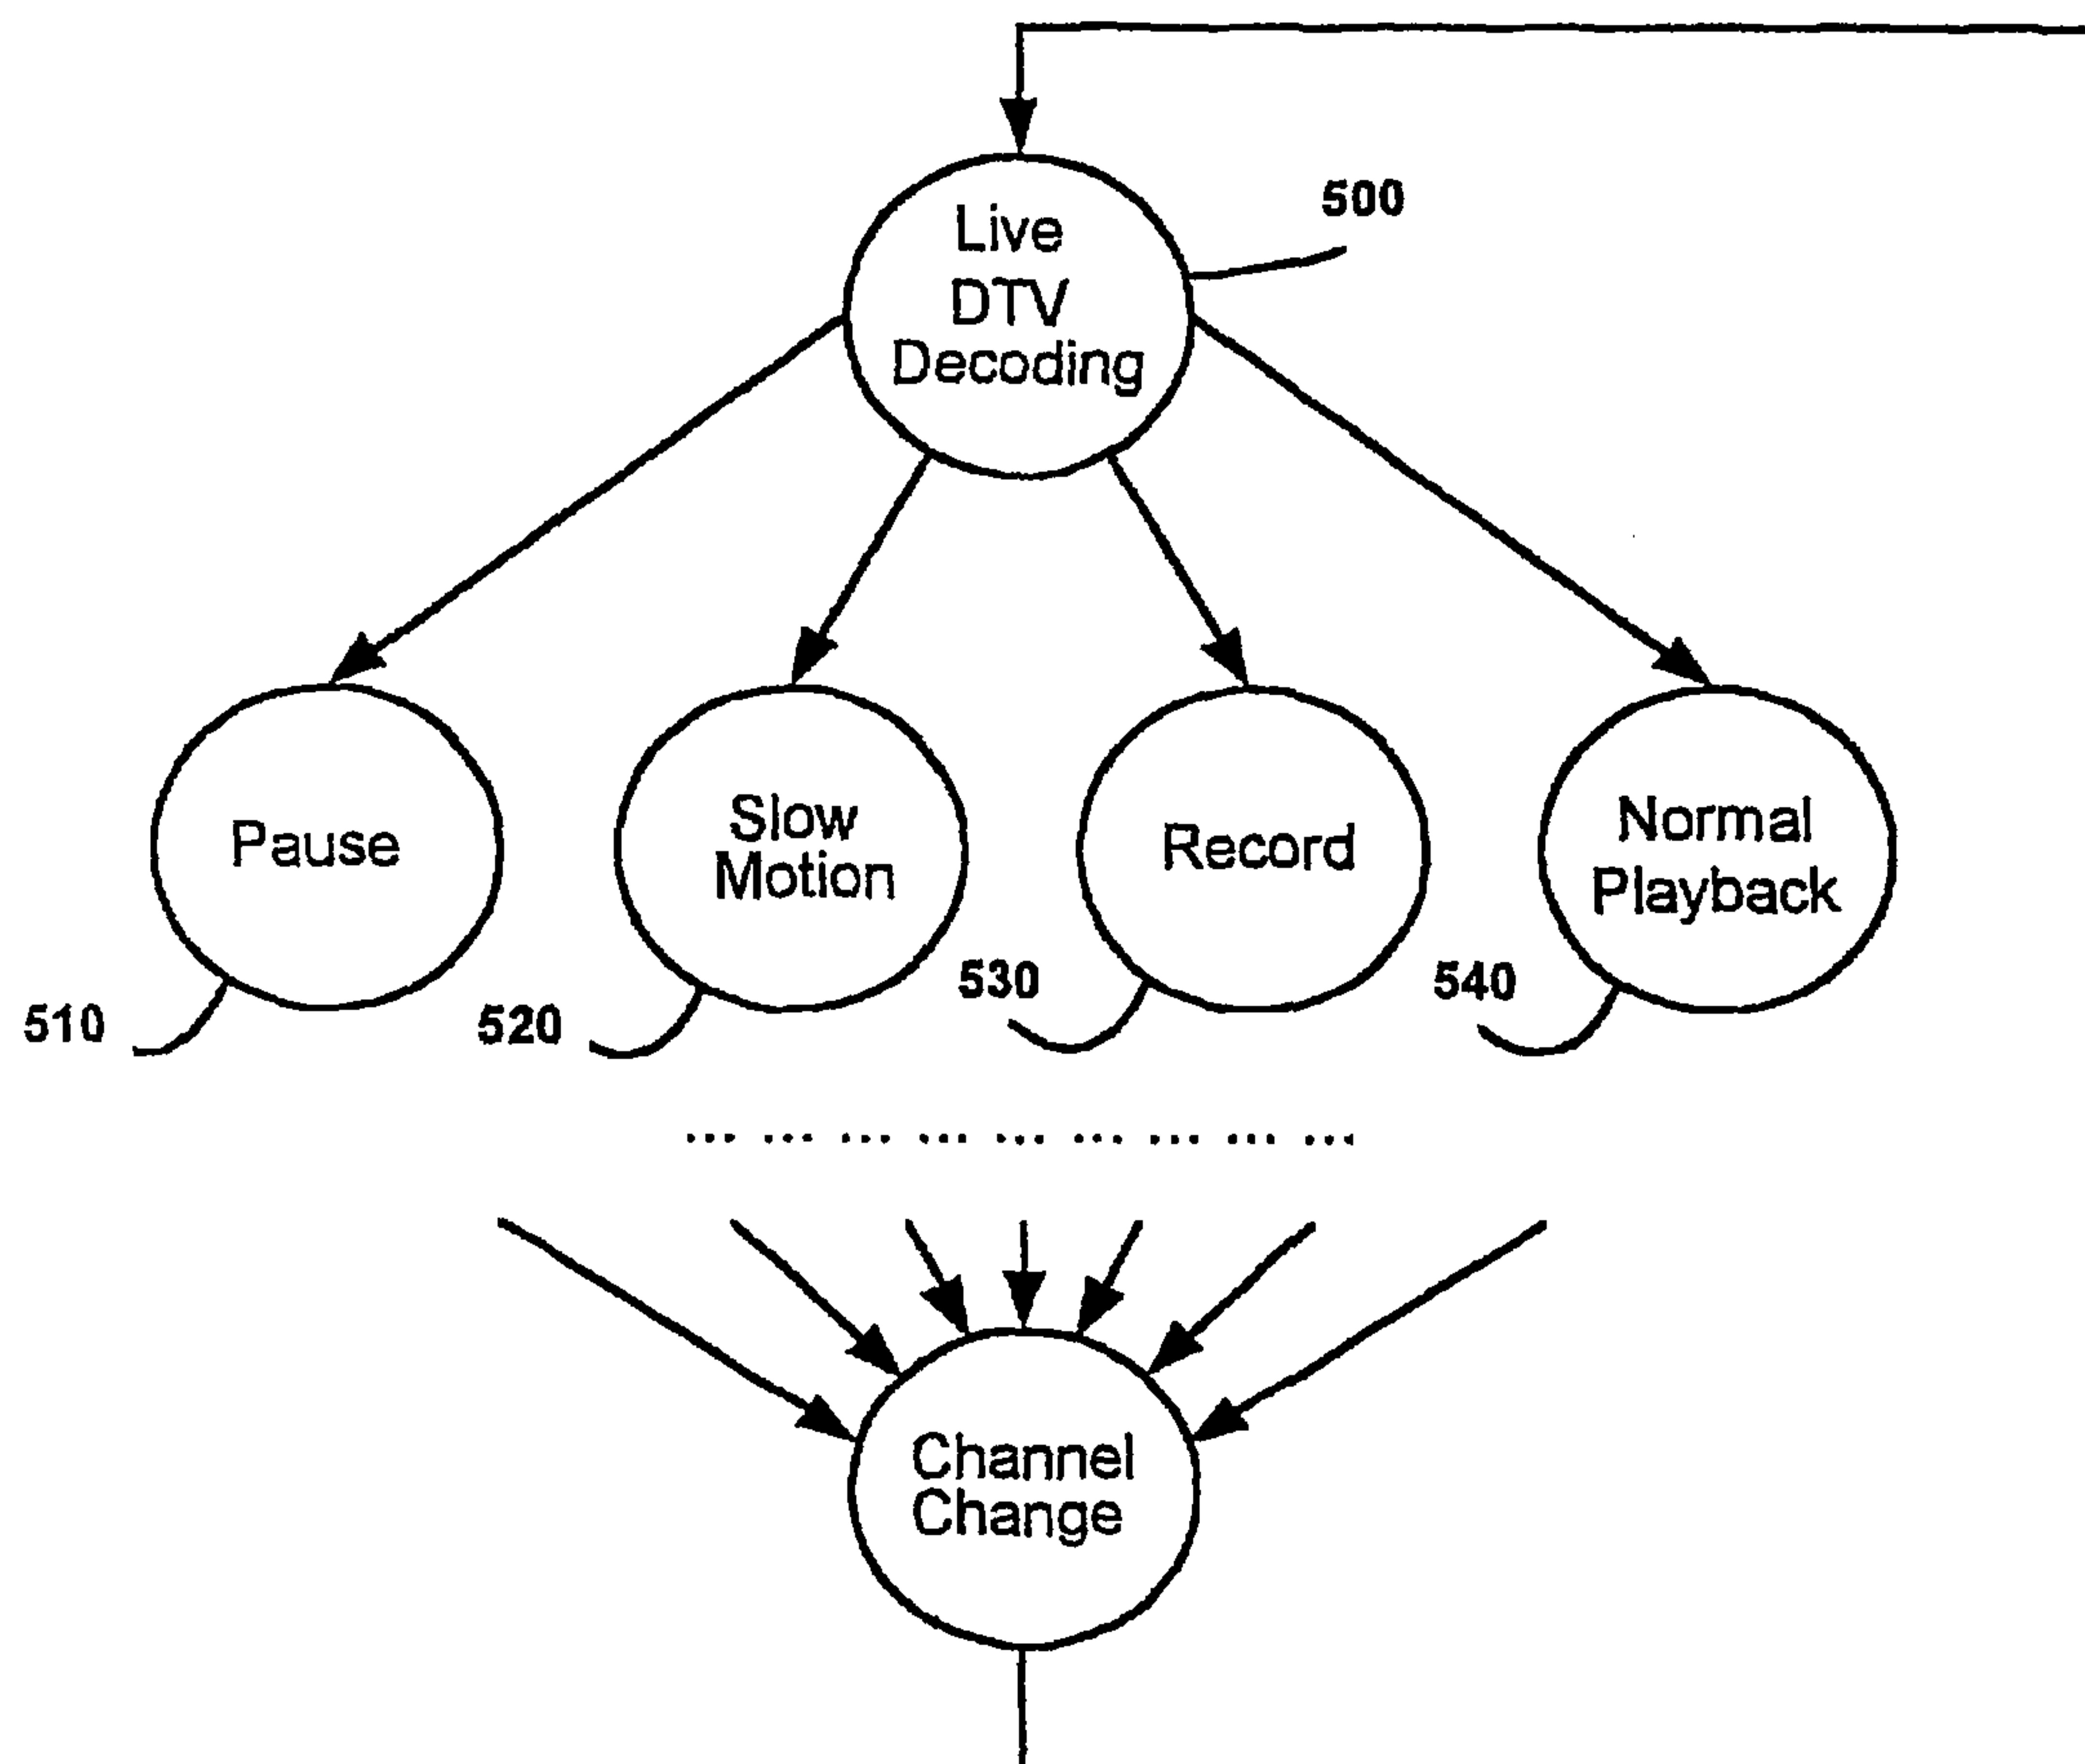 500
Live
DTV
Decoding
Pause
Slow
Motion
Record
Normal
Playback
510
520
530
540
Channel
Change